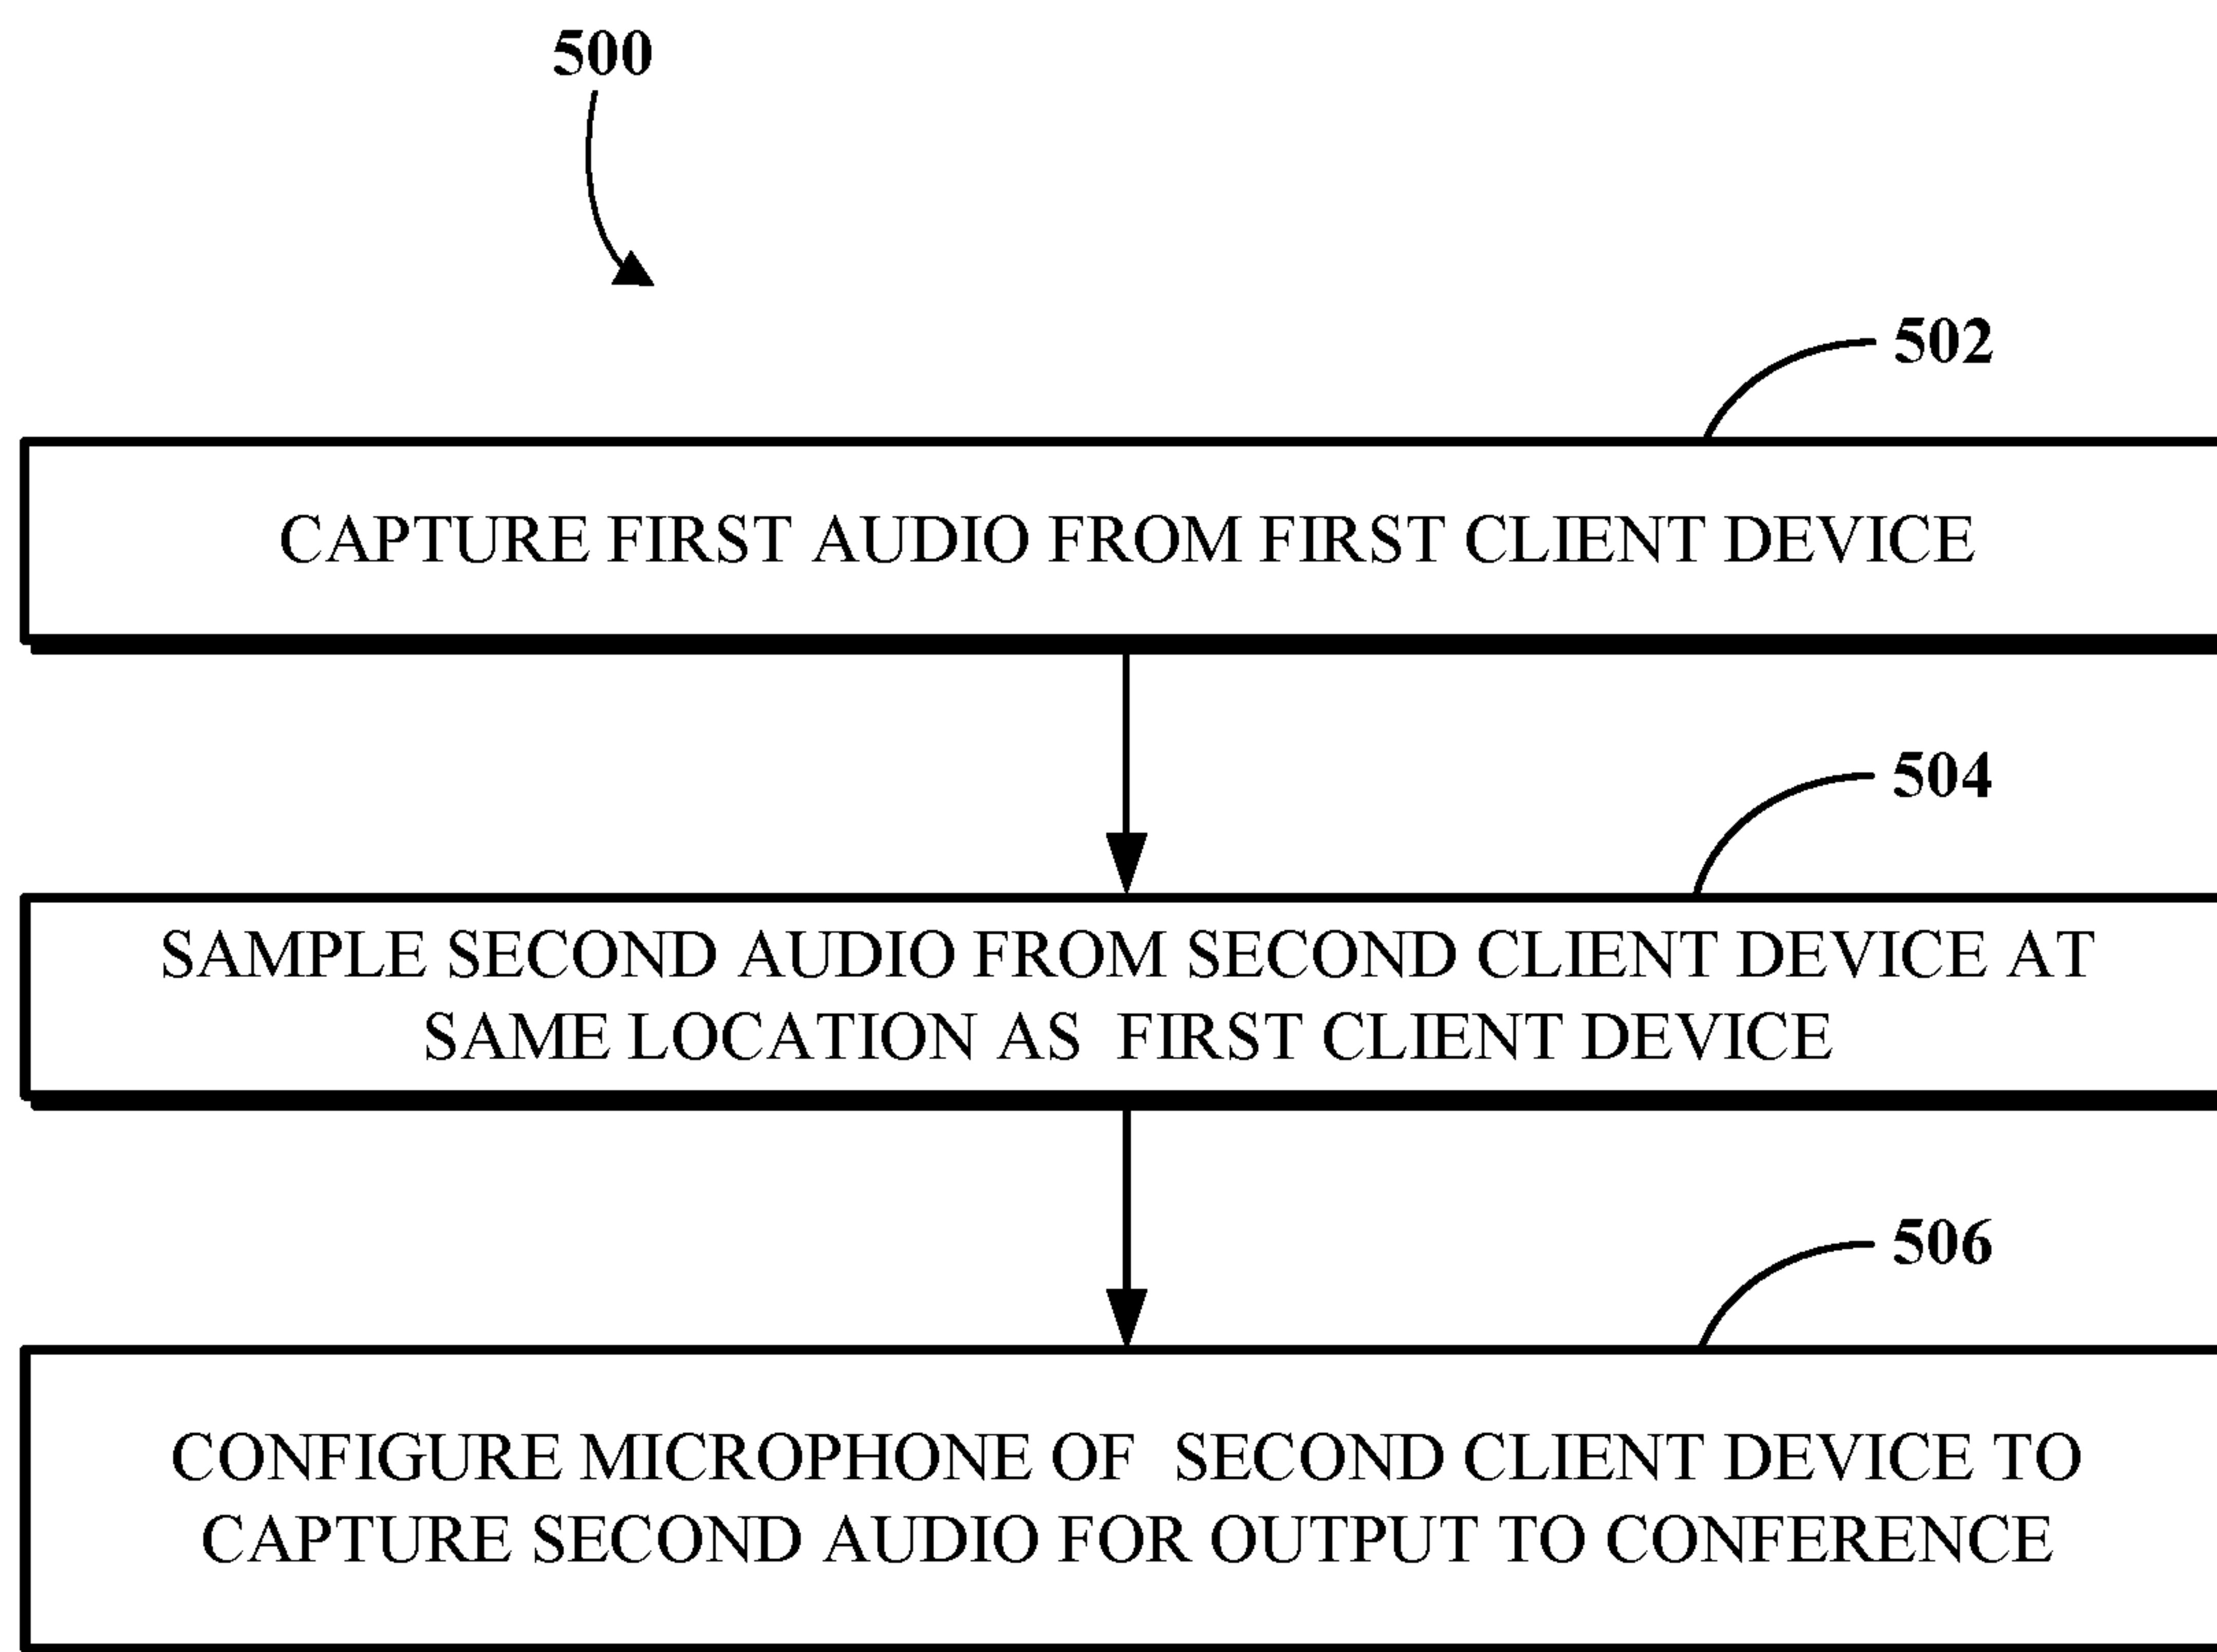 500
502
CAPTURE FIRST AUDIO FROM FIRST CLIENT DEVICE
504
SAMPLE SECOND AUDIO FROM SECOND CLIENT DEVICE AT
SAME LOCATION AS FIRST CLIENT DEVICE
506
CONFIGURE MICROPHONE OF SECOND CLIENT DEVICE TO
CAPTURE SECOND AUDIO FOR OUTPUT TO CONFERENCE